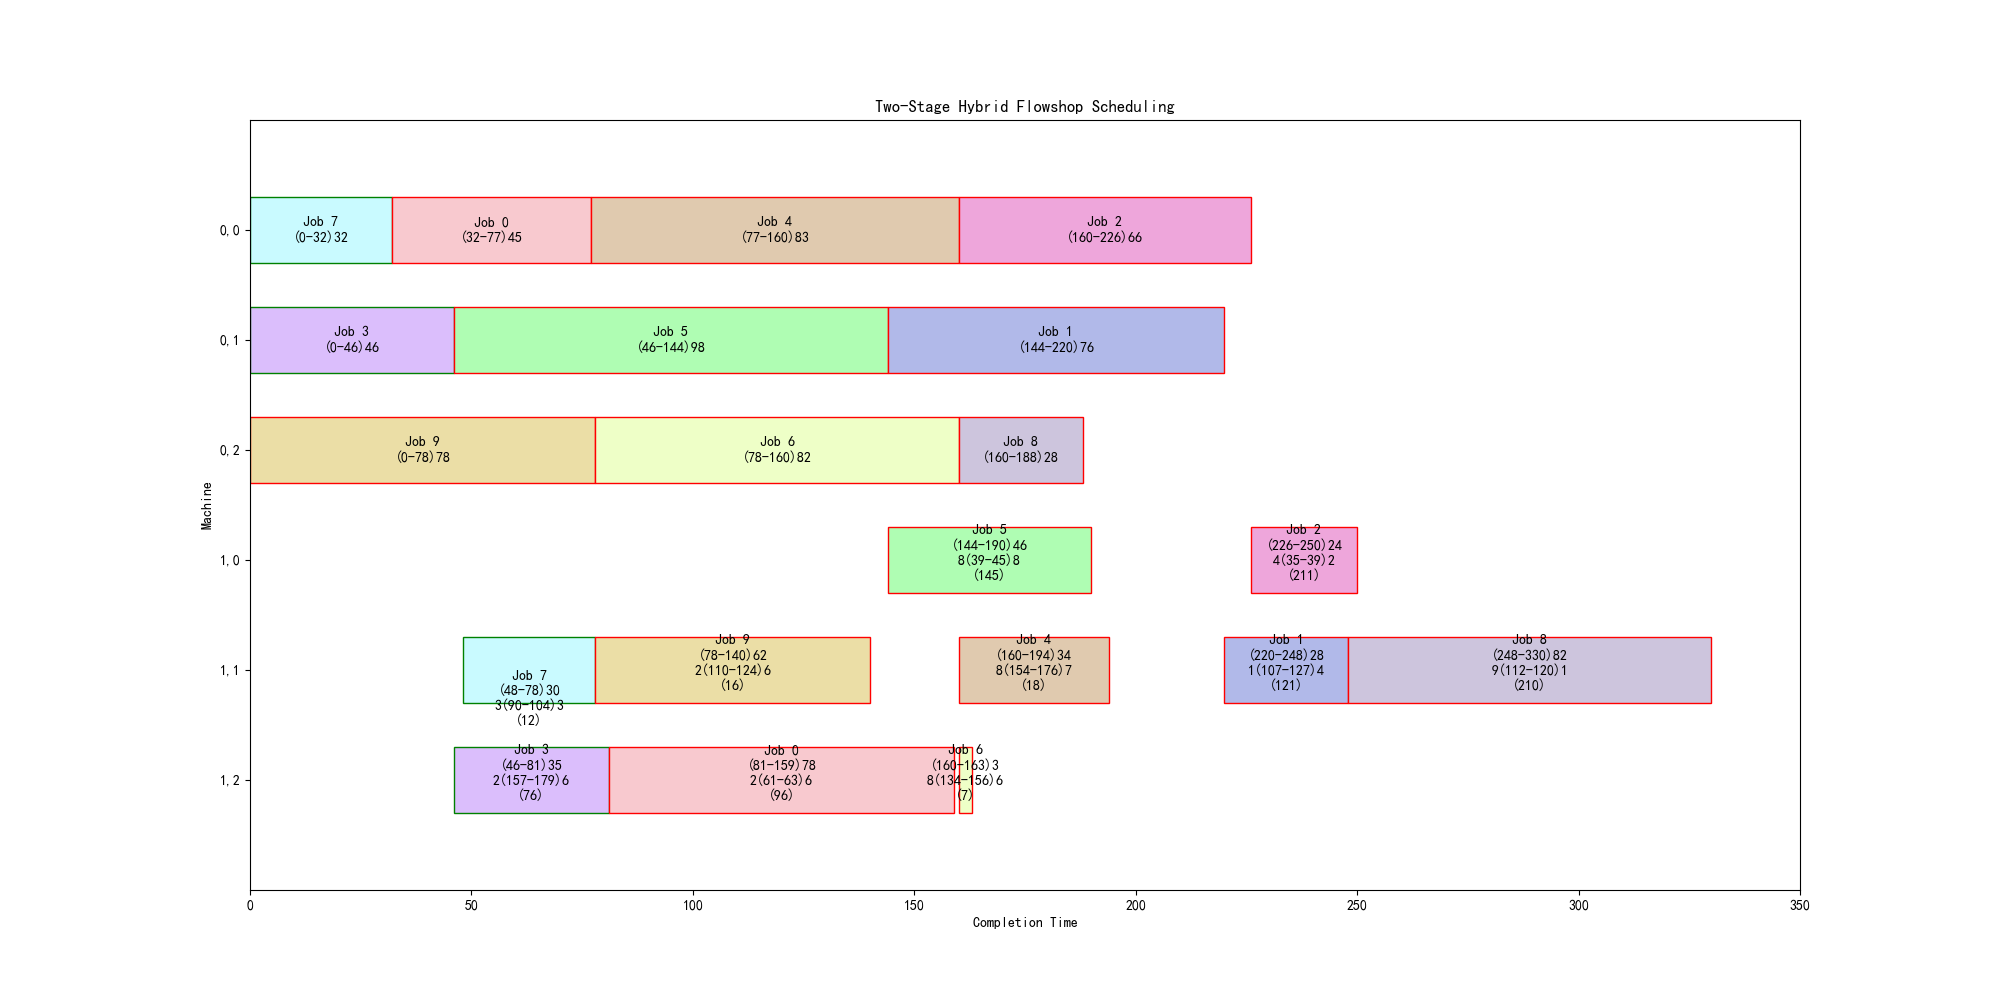 Two-Stage Hybrid Flowshop Scheduling
0,0
Job 7
(0-32)32
Job 0
(32-77)45
Job 4
(77-160)83
Job 2
(160-226)66
0,1
Job 3
(0-46)46
Job 5
(46-144)98
Job 1
(144-220)76
0,2
Job 9
(0-78)78
Job 6
(78-160)82
Job 8
(160-188)28
Machine
1,0
Job 5
(144-190)46
8(39-45)8
(145)
Job 2
(226-250)24
4(35-39)2
(211)
1,1
Job 7
(48-78)30
3(90-104)3
(12)
Job 9
(78-140)62
2(110-124)6
(16)
Job 4
(160-194)34
8(154-176)7
(18)
Job 1
(220-248)28
1(107-127)4
(121)
Job 8
(248-330)82
9(112-120)1
(210)
1,2
Job 3
(46-81)35
2(157-179)6
(76)
Job 0
(81-159)78
2(61-63)6
(96)
Job 6
(160-163)3
8(134-156)6
(7)
0
50
100
150
200
250
300
350
Completion Time